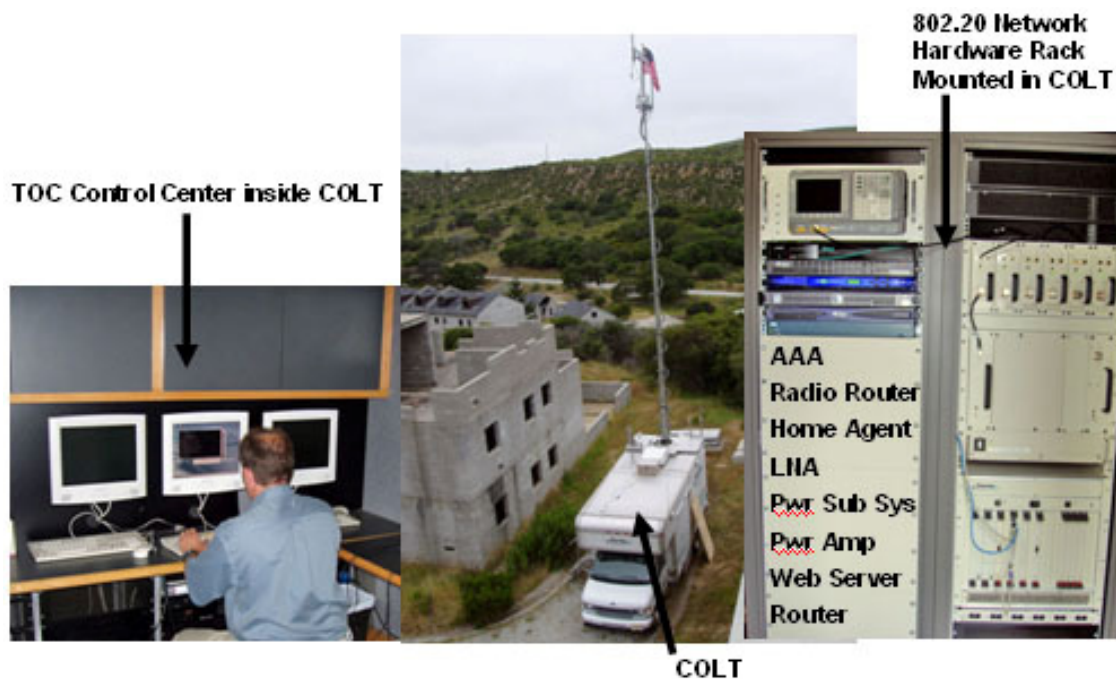 802.20 Network
Hardware Rack
Mounted in COLT
TOC Control Center inside COLT
AAA
Radio Router
Home Agent
LNA
Pwr Sub Sys
Pwr Amp
Web Server
Router
COLT